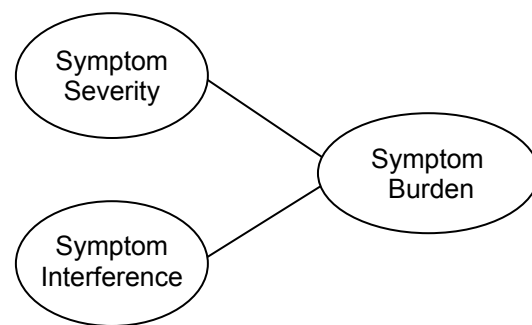 Symptom
Severity
Symptom
Burden
Symptom
Interference